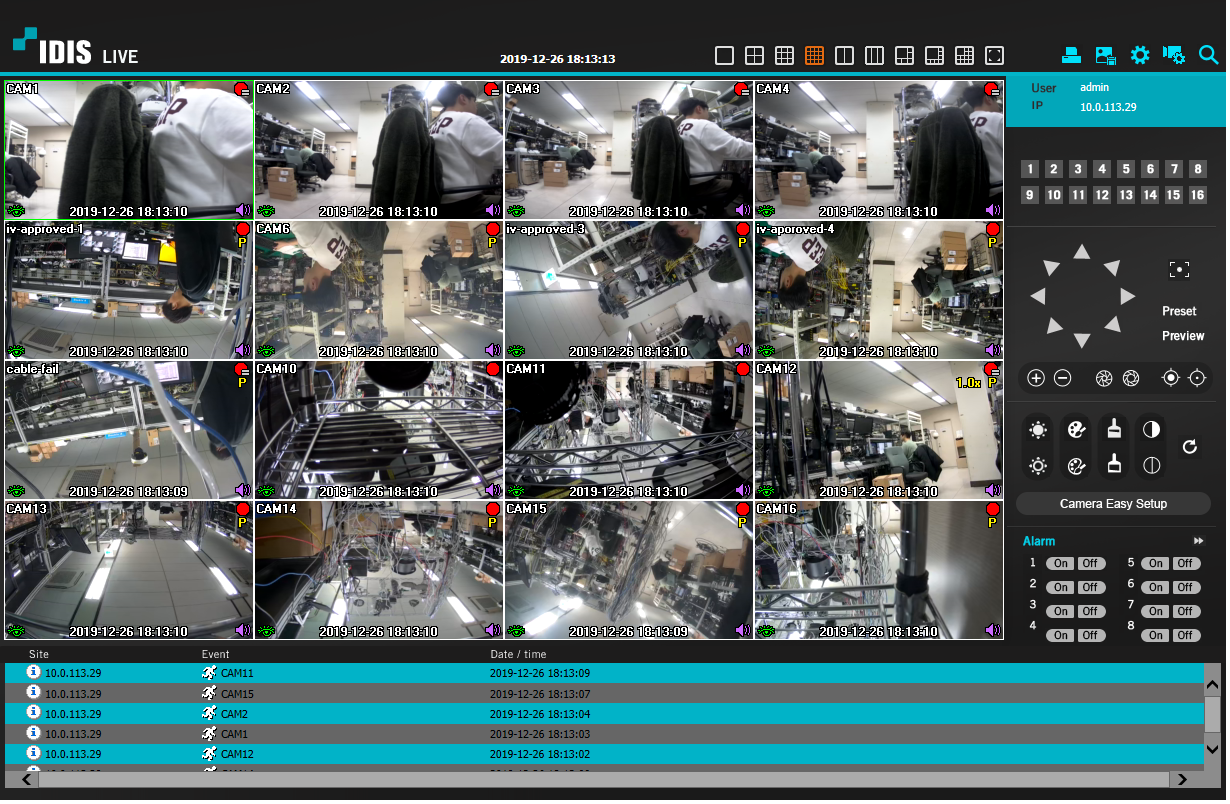 IDIS LIVE
2019-12-26 18:13:13
User admin
IP 10.0.113.29
CAM1
2019-12-26 18:13:10
CAM2
2019-12-26 18:13:10
CAM3
2019-12-26 18:13:10
CAM4
2019-12-26 18:13:10
iv-approved-1
P
2019-12-26 18:13:10
CAM6
P
2019-12-26 18:13:10
iv-approved-3
P
2019-12-26 18:13:10
iv-aporoved-4
P
2019-12-26 18:13:10
cable-fail
P
2019-12-26 18:13:09
CAM10
2019-12-26 18:13:10
CAM11
2019-12-26 18:13:10
CAM12
1.0x P
2019-12-26 18:13:10
CAM13
P
2019-12-26 18:13:10
CAM14
P
2019-12-26 18:13:10
CAM15
P
2019-12-26 18:13:09
CAM16
P
2019-12-26 18:13:10
1 2 3 4 5 6 7 8
9 10 11 12 13 14 15 16
Preset
Preview
Camera Easy Setup
Alarm
1 On Off 5 On Off
2 On Off 6 On Off
3 On Off 7 On Off
4 On Off 8 On Off
Site Event Date / time
10.0.113.29 CAM11 2019-12-26 18:13:09
10.0.113.29 CAM15 2019-12-26 18:13:07
10.0.113.29 CAM2 2019-12-26 18:13:04
10.0.113.29 CAM1 2019-12-26 18:13:03
10.0.113.29 CAM12 2019-12-26 18:13:02